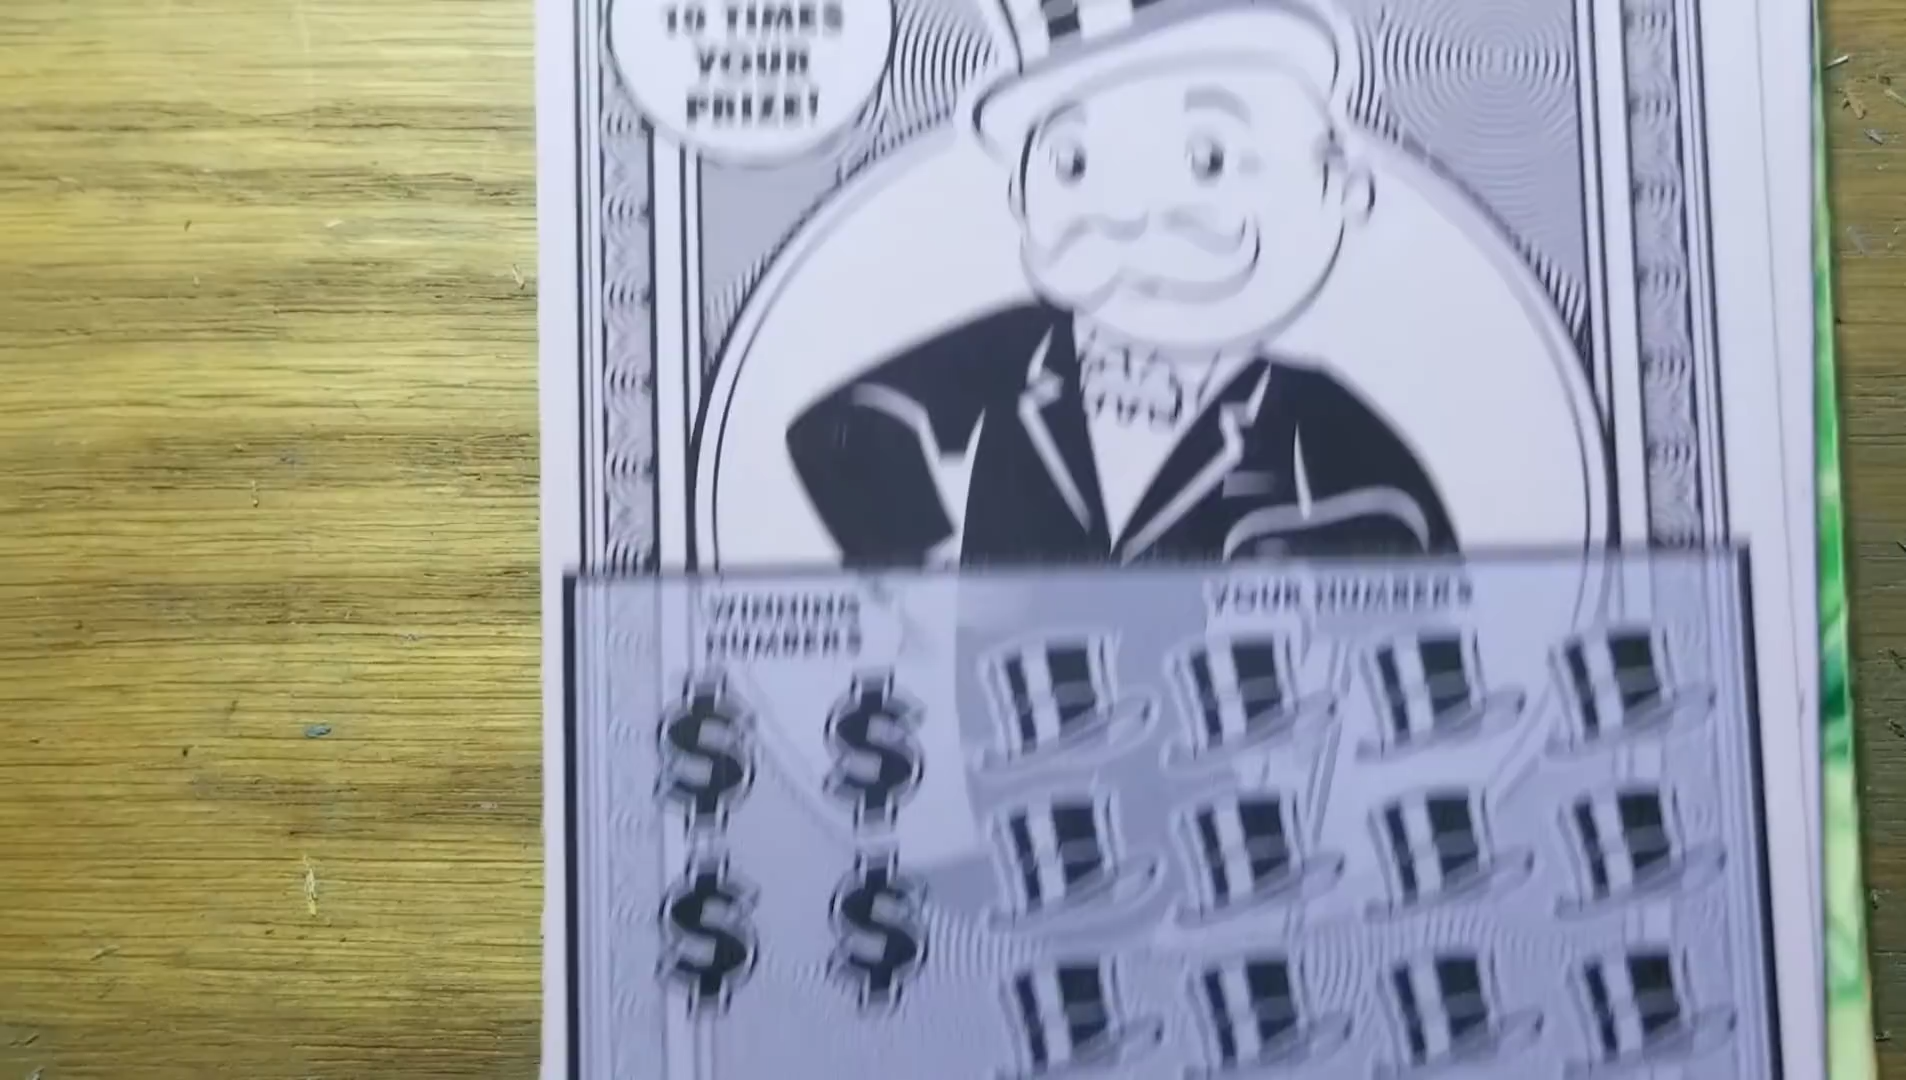 10 TIMES
YOUR
PRIZE!
WINNING
NUMBERS
YOUR NUMBERS
$ $
$ $